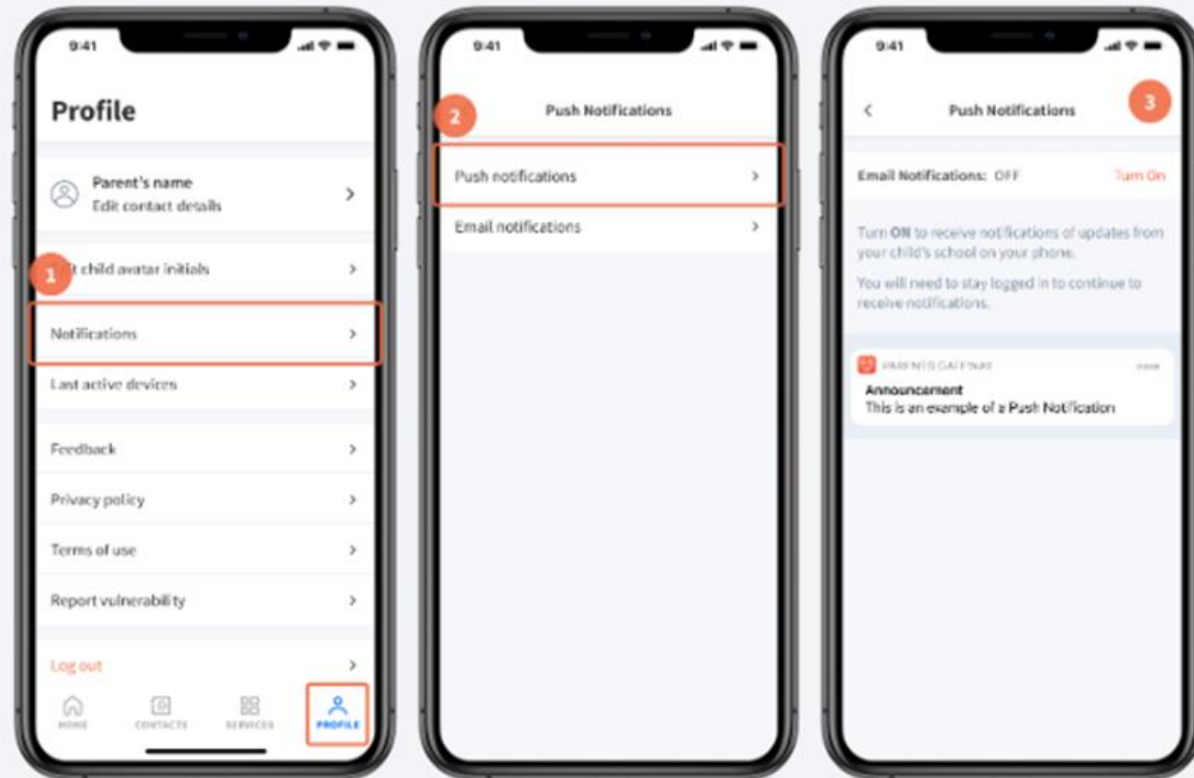 9:41
Profile
Parent's name
Edit contact details
1
child avatar initials
Notifications
Last active devices
Feedback
Privacy policy
Terms of use
Report vulnerability
Log out
HOME
CONTACTS
SERVICES
PROFILE
9:41
2
Push Notifications
Push notifications
Email notifications
9:41
Push Notifications
3
Email Notifications: OFF
Turn On
Turn ON to receive notifications of updates from
your child's school on your phone.
You will need to stay logged in to continue to
receive notifications.
PARENTS GATEWAY
now
Announcement
This is an example of a Push Notification